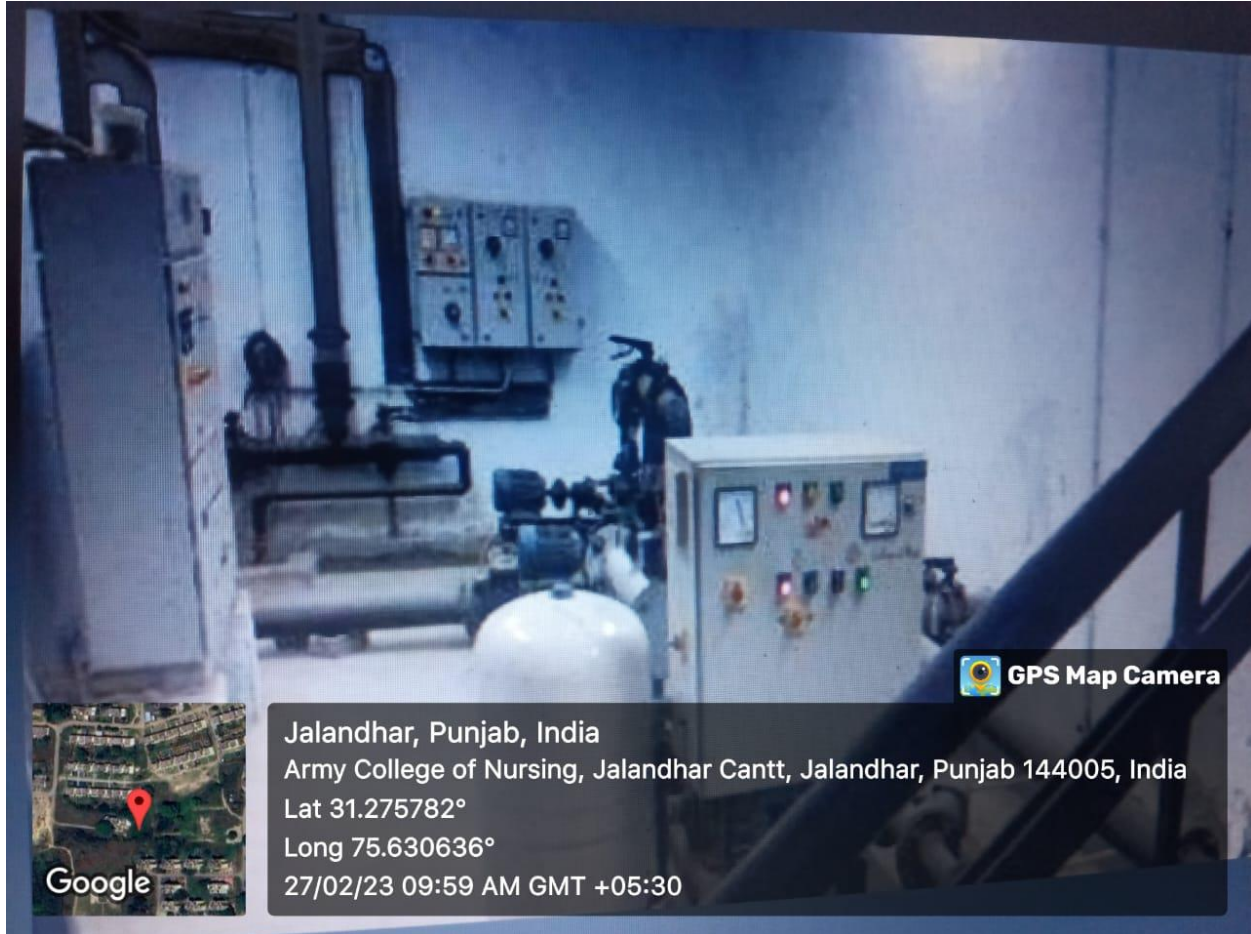 GPS Map Camera
Jalandhar, Punjab, India
Army College of Nursing, Jalandhar Cantt, Jalandhar, Punjab 144005, India
Lat 31.275782°
Long 75.630636°
27/02/23 09:59 AM GMT +05:30
Google